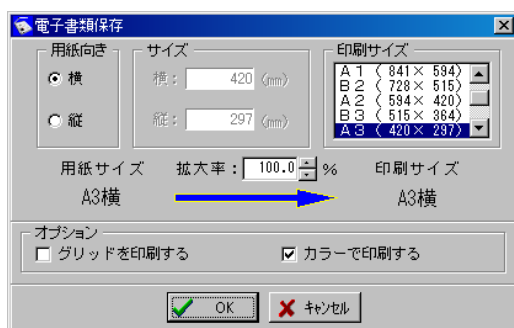 電子書類保存
用紙向き
横
縦
サイズ
横： 420 (mm)
縦： 297 (mm)
印刷サイズ
A1 ( 841× 594)
B2 ( 728× 515)
A2 ( 594× 420)
B3 ( 515× 364)
A3 ( 420× 297)
用紙サイズ 拡大率： 100.0 % 印刷サイズ
A3横 A3横
オプション
グリッドを印刷する カラーで印刷する
OK キャンセル